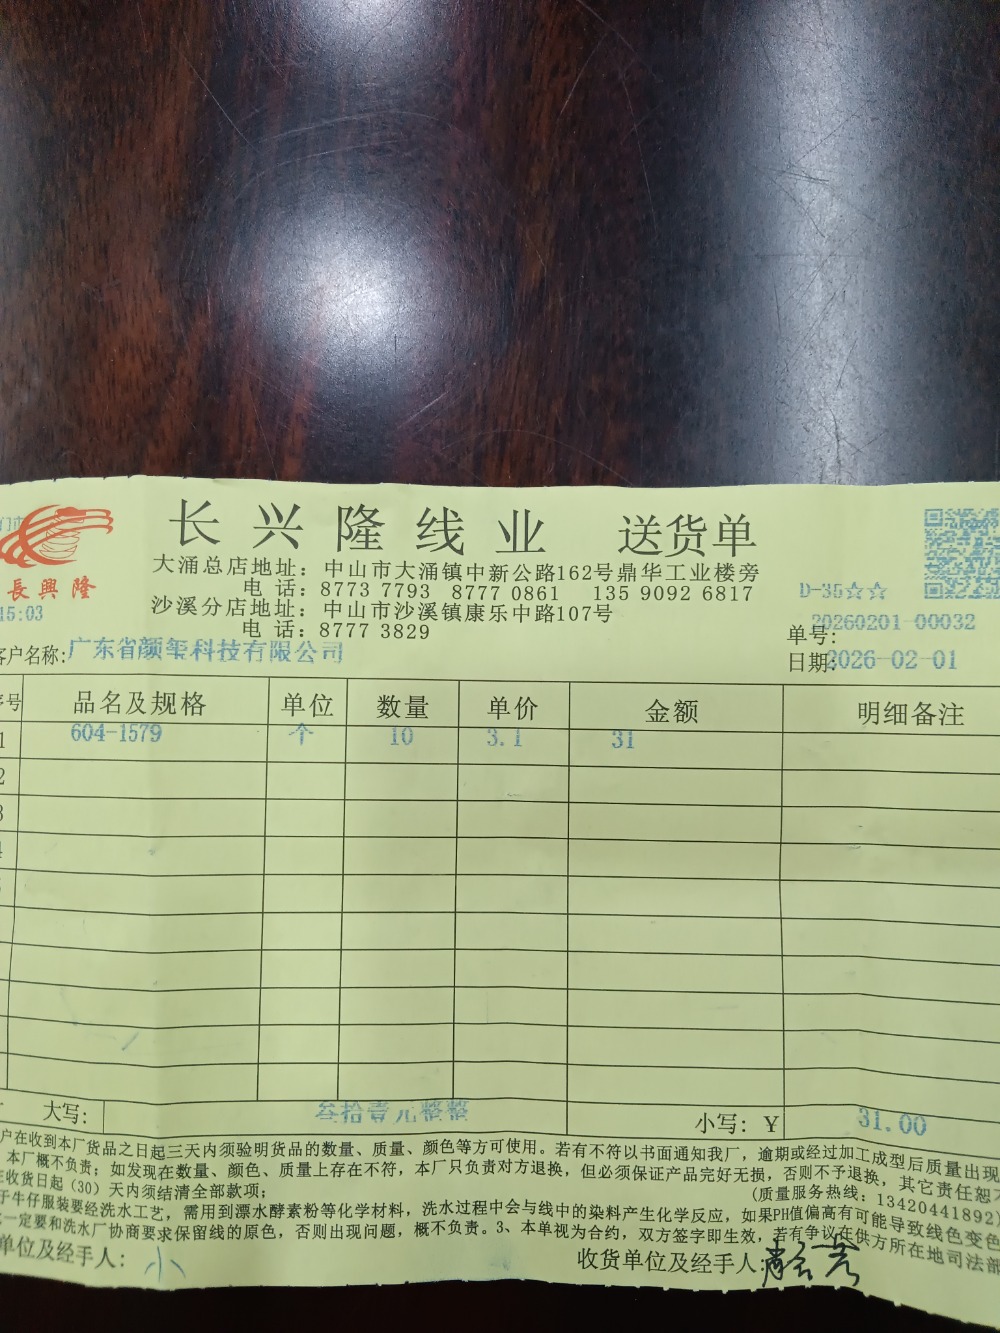 长兴隆线业 送货单
長興隆
大涌总店地址：中山市大涌镇中新公路162号鼎华工业楼旁
电 话：8773 7793 8777 0861 135 9092 6817
沙溪分店地址：中山市沙溪镇康乐中路107号
电 话：8777 3829
D-35☆☆
15:03
单号：20260201-00032
客户名称：广东省颜玺科技有限公司
日期：2026-02-01
序号 品名及规格 单位 数量 单价 金额 明细备注
1 604-1579 个 10 3.1 31
2
3
4
大写： 叁拾壹元整整 小写：￥ 31.00
户在收到本厂货品之日起三天内须验明货品的数量、质量、颜色等方可使用。若有不符以书面通知我厂，逾期或经过加工成型后质量出现
本厂概不负责；如发现在数量、颜色、质量上存在不符，本厂只负责对方退换，但必须保证产品完好无损，否则不予退换，其它责任恕不
在收货日起（30）天内须结清全部款项；
(质量服务热线：13420441892)
于牛仔服装要经洗水工艺，需用到漂水酵素粉等化学材料，洗水过程中会与线中的染料产生化学反应，如果PH值偏高有可能导致线色变色
一定要和洗水厂协商要求保留线的原色，否则出现问题，概不负责。3、本单视为合约，双方签字即生效，若有争议在供方所在地司法部
单位及经手人：小
收货单位及经手人：